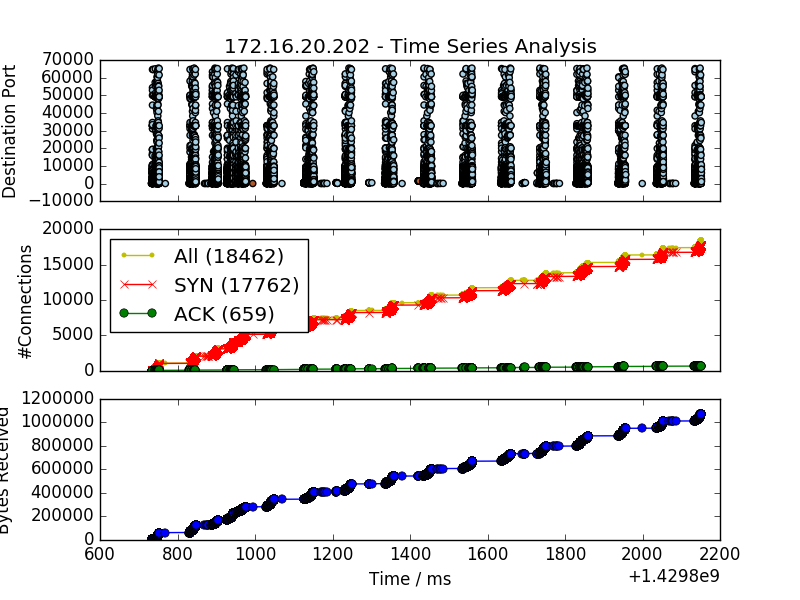 172.16.20.202 - Time Series Analysis
70000
60000
50000
40000
30000
20000
10000
0
−10000
Destination Port
20000
15000
10000
5000
0
#Connections
All (18462)
SYN (17762)
ACK (659)
1200000
1000000
800000
600000
400000
200000
0
Bytes Received
600 800 1000 1200 1400 1600 1800 2000 2200
Time / ms
+1.4298e9